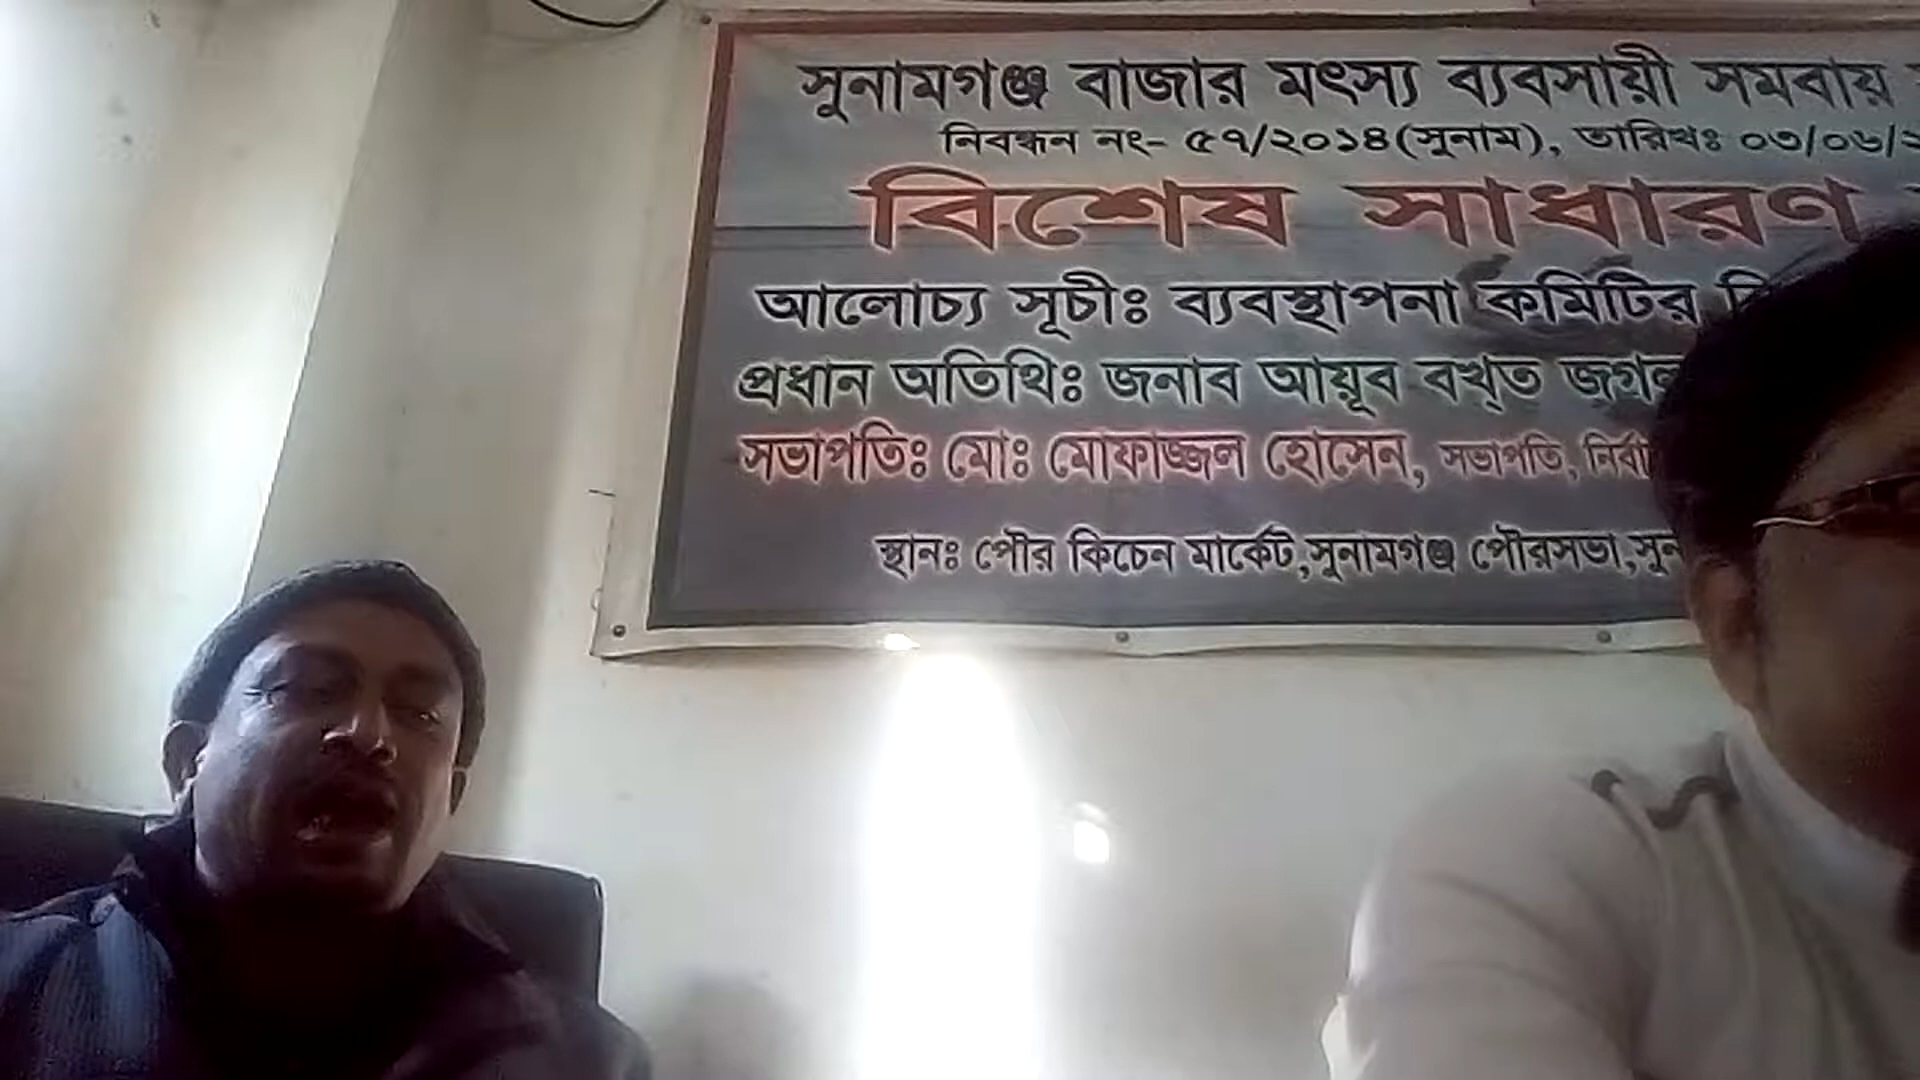 সুনামগঞ্জ বাজার মৎস্য ব্যবসায়ী সমবায়
নিবন্ধন নং- ৫৭/২০১৪(সুনাম), তারিখঃ ০৩/০৬/২
বিশেষ সাধারণ
আলোচ্য সূচীঃ ব্যবস্থাপনা কমিটির
প্রধান অতিথিঃ জনাব আয়ূব বখ্ত
সভাপতিঃ মোঃ মোফাজ্জল হোসেন, সভাপতি,
স্থানঃ পৌর কিচেন মার্কেট,সুনামগঞ্জ পৌরসভা,